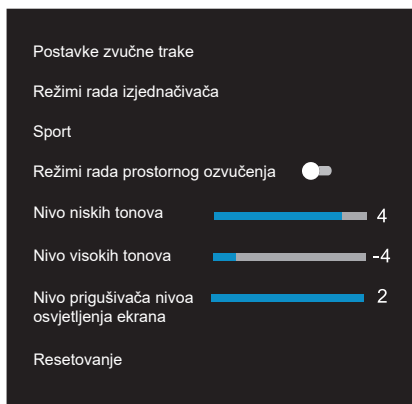 Postavke zvučne trake
Režimi rada izjednačivača
Sport
Režimi rada prostornog ozvučenja
Nivo niskih tonova 4
Nivo visokih tonova -4
Nivo prigušivača nivoa 2
osvjetljenja ekrana
Resetovanje